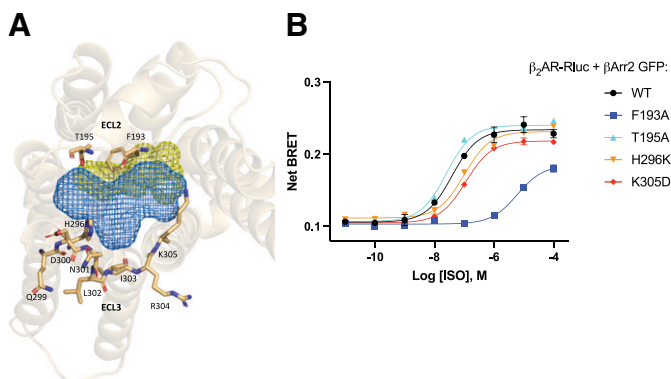 A
ECL2
T195
F193
H296
D300
N301
K305
I303
L302
Q299
R304
ECL3
B
β₂AR-Rluc + βArr2 GFP:
WT
F193A
T195A
H296K
K305D
Net BRET
0.3
0.2
0.1
-10
-8
-6
-4
Log [ISO], M